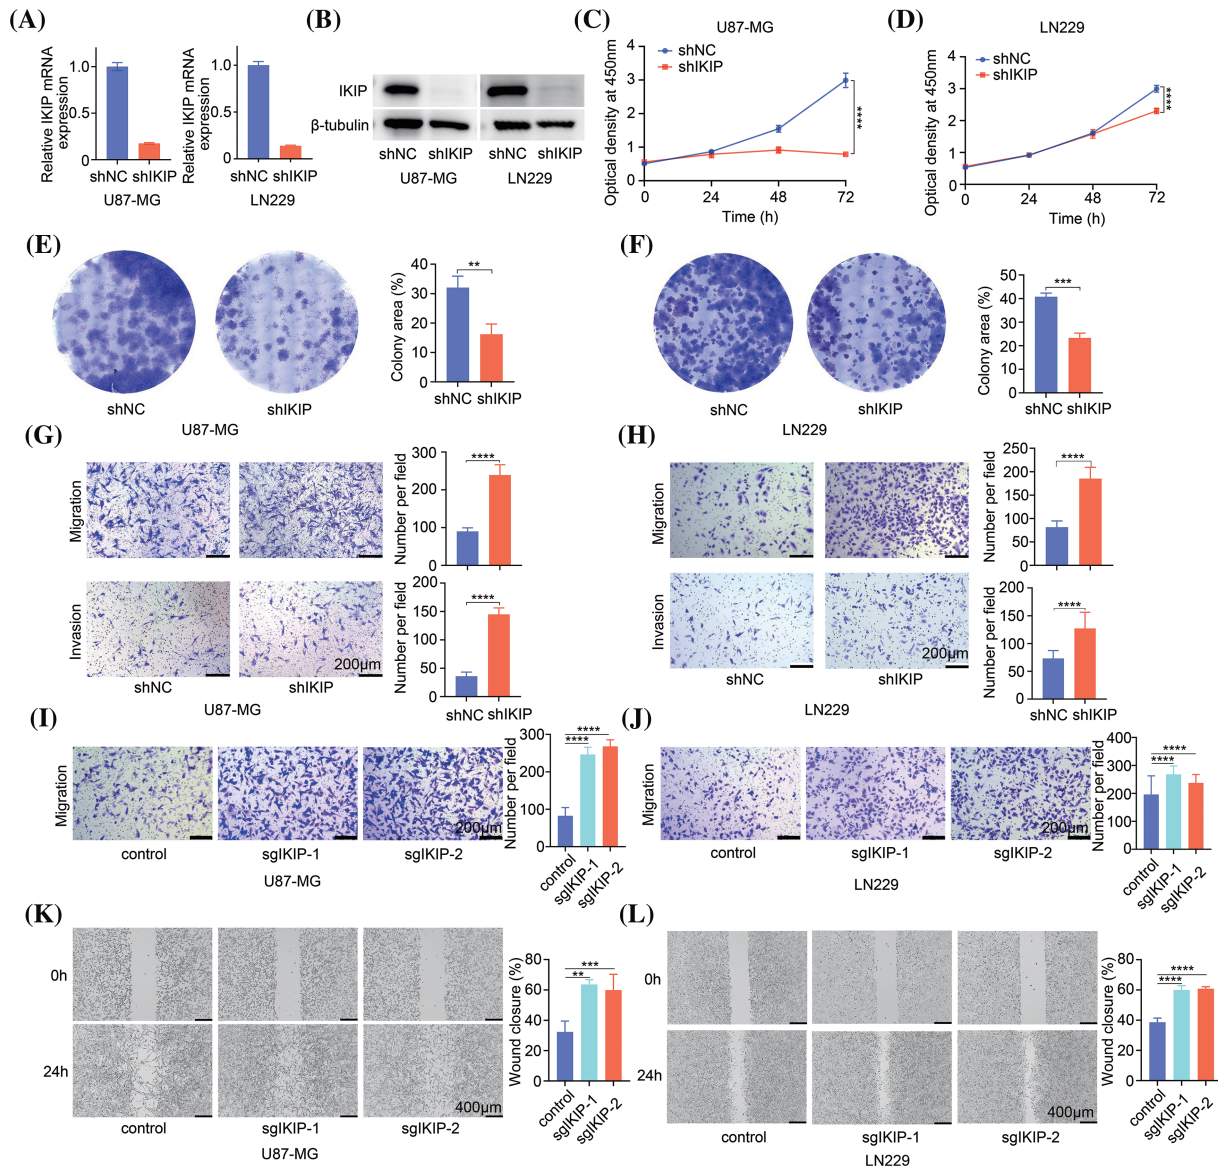 (A)
Relative IKIP mRNA
expression
1.0
0.5
0
shNC shIKIP
U87-MG
Relative IKIP mRNA
expression
1.0
0.5
0
shNC shIKIP
LN229
(B)
IKIP
β-tubulin
shNC shIKIP
U87-MG
shNC shIKIP
LN229
(C)
U87-MG
Optical density at 450nm
4
3
2
1
0
shNC
shIKIP
****
0 24 48 72
Time (h)
(D)
LN229
Optical density at 450nm
4
3
2
1
0
shNC
shIKIP
****
0 24 48 72
Time (h)
(E)
shNC
shIKIP
U87-MG
Colony area (%)
40
30
20
10
0
**
shNC shIKIP
(F)
shNC
shIKIP
LN229
Colony area (%)
50
40
30
20
10
0
***
shNC shIKIP
(G)
Migration
Number per field
300
200
100
0
****
Invasion
200μm
shNC
shIKIP
U87-MG
Number per field
200
150
100
50
0
****
shNC shIKIP
(H)
Migration
Number per field
250
200
150
100
50
0
****
Invasion
200μm
shNC
shIKIP
LN229
Number per field
200
150
100
50
0
****
shNC shIKIP
(I)
Migration
200μm
control
sgIKIP-1
sgIKIP-2
U87-MG
Number per field
300
200
100
0
****
****
control
sgIKIP-1
sgIKIP-2
(J)
Migration
200μm
control
sgIKIP-1
sgIKIP-2
LN229
Number per field
400
300
200
100
0
****
****
control
sgIKIP-1
sgIKIP-2
(K)
0h
24h
400μm
control
sgIKIP-1
sgIKIP-2
U87-MG
Wound closure (%)
80
60
40
20
0
***
**
control
sgIKIP-1
sgIKIP-2
(L)
0h
24h
400μm
control
sgIKIP-1
sgIKIP-2
LN229
Wound closure (%)
80
60
40
20
0
****
****
control
sgIKIP-1
sgIKIP-2